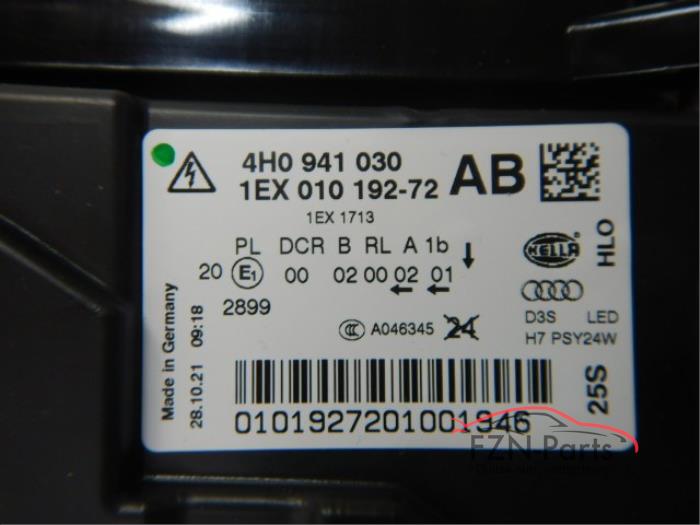 4H0 941 030 AB
1EX 010 192-72
1EX 1713
PL DCR B RL A 1b
20 E1 00 02 00 02 01
2899
HELLA
HLO
D3S LED
H7 PSY24W
CCC A046345 24
25S
Made in Germany
28.10.21 09:18
0101927201001946
FZN-Parts